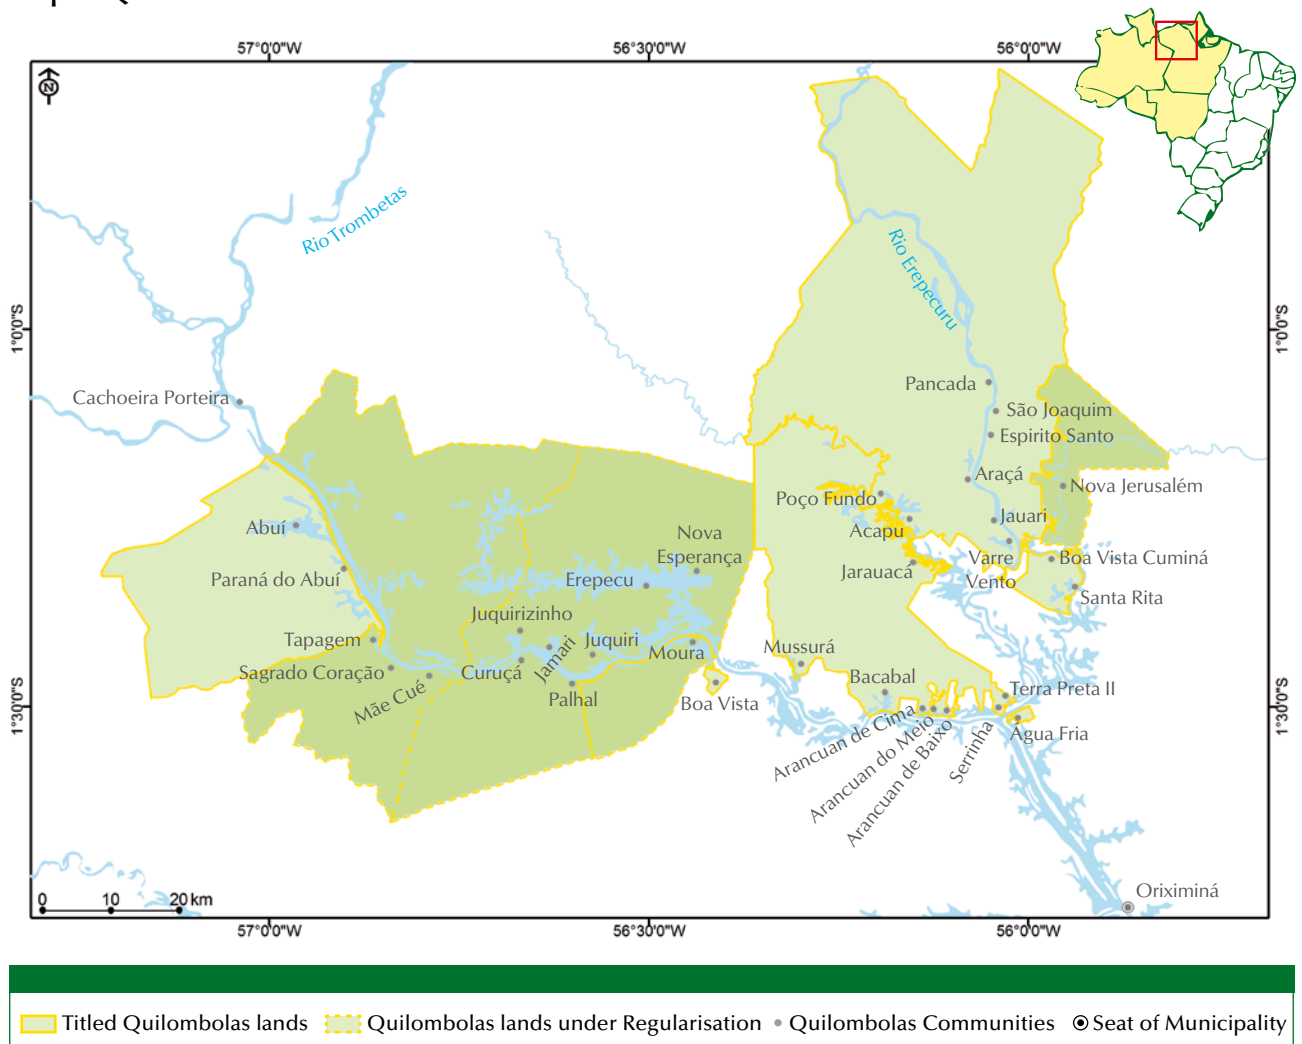 57°0'0"W
56°30'0"W
56°0'0"W
N
Rio Trombetas
Rio Erepecuru
1°0'0"S
1°0'0"S
Cachoeira Porteira
Pancada
São Joaquim
Espirito Santo
Araçá
Nova Jerusalém
Poço Fundo
Jauari
Abuí
Acapu
Nova
Esperança
Varre
Vento
Boa Vista Cuminá
Paraná do Abuí
Erepecu
Jarauacá
Santa Rita
Juquirizinho
Tapagem
Jamari
Juquiri
Moura
Mussurá
Sagrado Coração
Curuçá
Mãe Cué
Palhal
Boa Vista
Bacabal
Terra Preta II
1°30'0"S
1°30'0"S
Arancuan de Cima
Arancuan do Meio
Arancuan de Baixo
Serrinha
Água Fria
Oriximiná
0 10 20 km
57°0'0"W
56°30'0"W
56°0'0"W
Titled Quilombolas lands
Quilombolas lands under Regularisation
Quilombolas Communities
Seat of Municipality